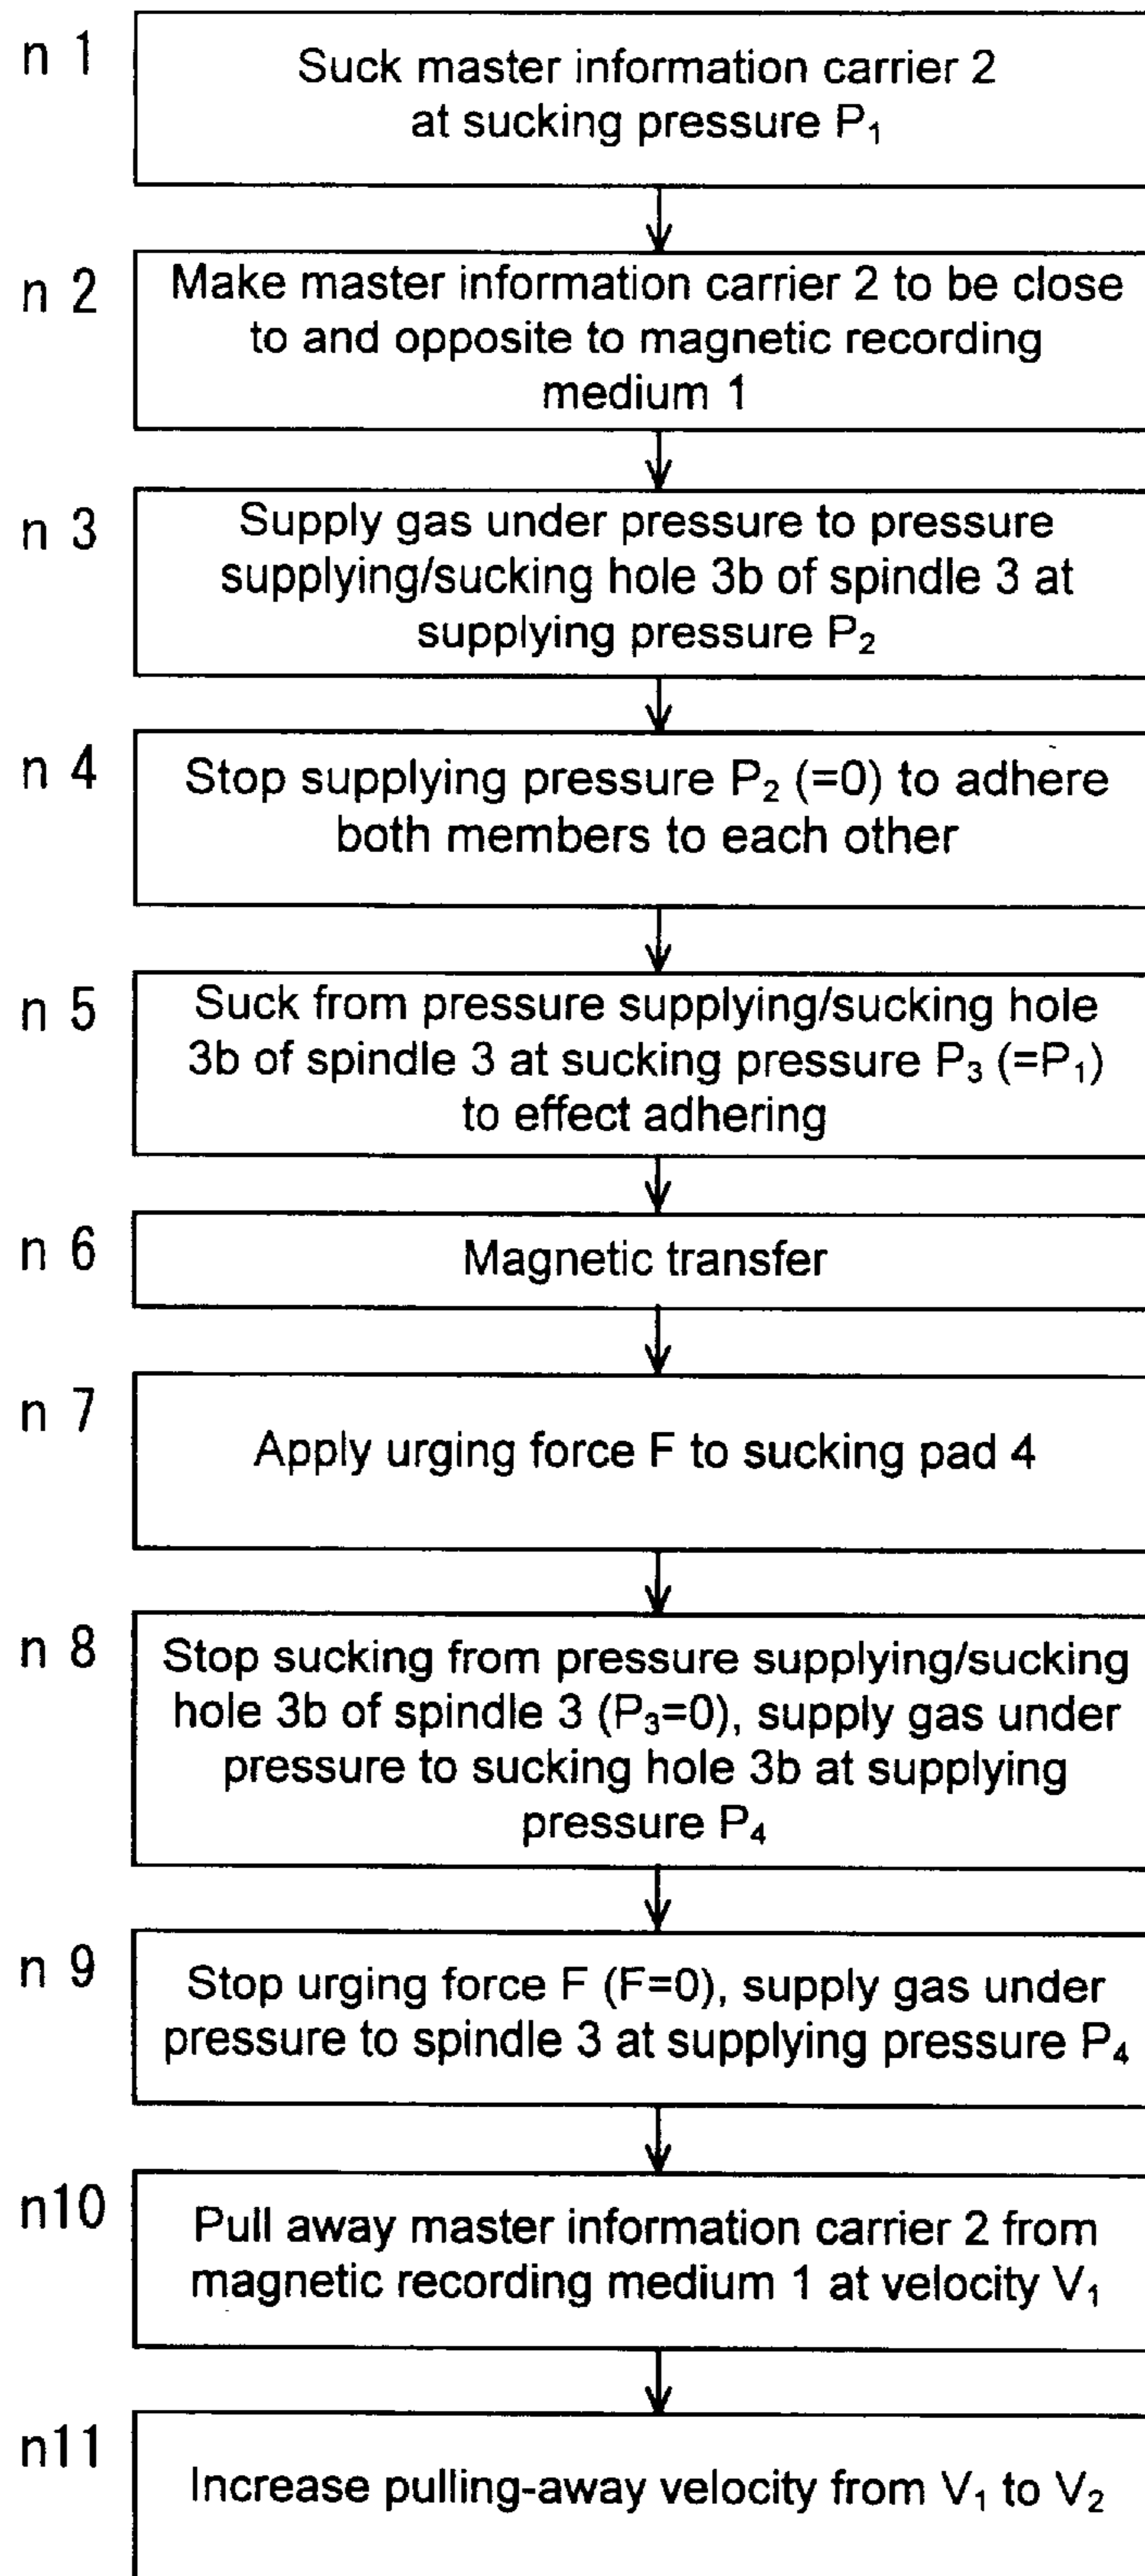 n 1
Suck master information carrier 2
at sucking pressure P₁
n 2
Make master information carrier 2 to be close
to and opposite to magnetic recording
medium 1
n 3
Supply gas under pressure to pressure
supplying/sucking hole 3b of spindle 3 at
supplying pressure P₂
n 4
Stop supplying pressure P₂ (=0) to adhere
both members to each other
n 5
Suck from pressure supplying/sucking hole
3b of spindle 3 at sucking pressure P₃ (=P₁)
to effect adhering
n 6
Magnetic transfer
n 7
Apply urging force F to sucking pad 4
n 8
Stop sucking from pressure supplying/sucking
hole 3b of spindle 3 (P₃=0), supply gas under
pressure to sucking hole 3b at supplying
pressure P₄
n 9
Stop urging force F (F=0), supply gas under
pressure to spindle 3 at supplying pressure P₄
n10
Pull away master information carrier 2 from
magnetic recording medium 1 at velocity V₁
n11
Increase pulling-away velocity from V₁ to V₂